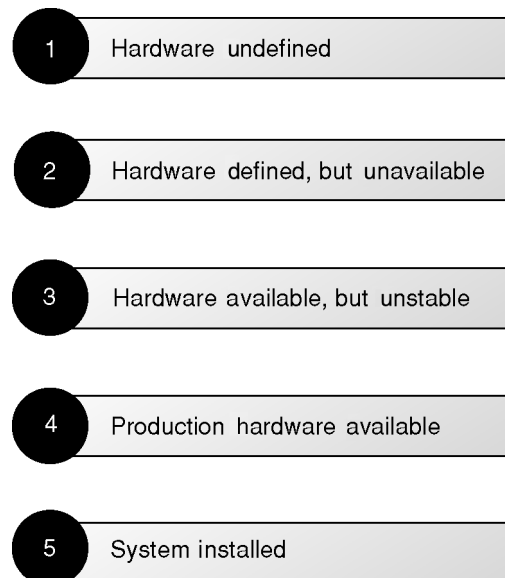 1 Hardware undefined
2 Hardware defined, but unavailable
3 Hardware available, but unstable
4 Production hardware available
5 System installed